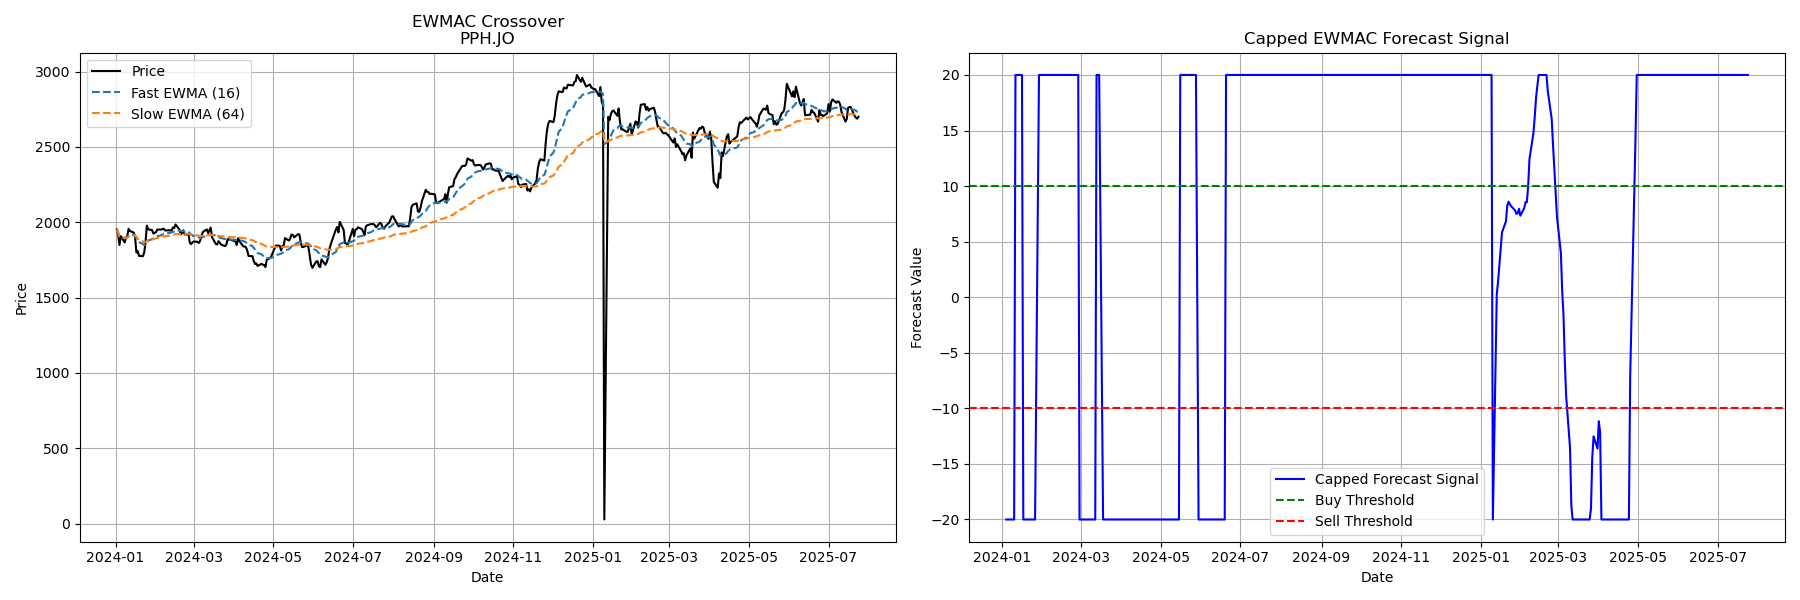 EWMAC Crossover
PPH.JO
Price
Fast EWMA (16)
Slow EWMA (64)
3000
2500
2000
1500
1000
500
0
Price
2024-01 2024-03 2024-05 2024-07 2024-09 2024-11 2025-01 2025-03 2025-05 2025-07
Date
Capped EWMAC Forecast Signal
20
15
10
5
0
−5
−10
−15
−20
Forecast Value
Capped Forecast Signal
Buy Threshold
Sell Threshold
2024-01 2024-03 2024-05 2024-07 2024-09 2024-11 2025-01 2025-03 2025-05 2025-07
Date